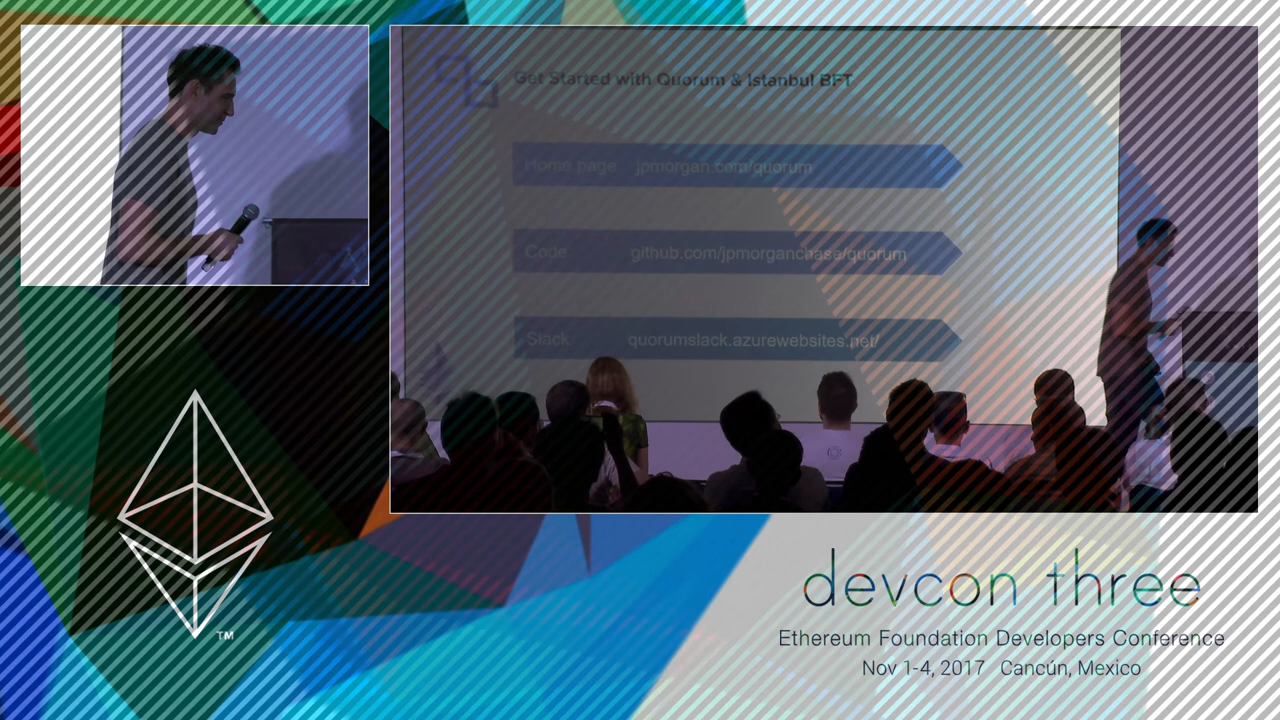 Get Started with Quorum & Istanbul BFT
Home page jpmorgan.com/quorum
Code github.com/jpmorganchase/quorum
Slack quorumslack.azurewebsites.net/
TM
devcon three
Ethereum Foundation Developers Conference
Nov 1-4, 2017 Cancún, Mexico